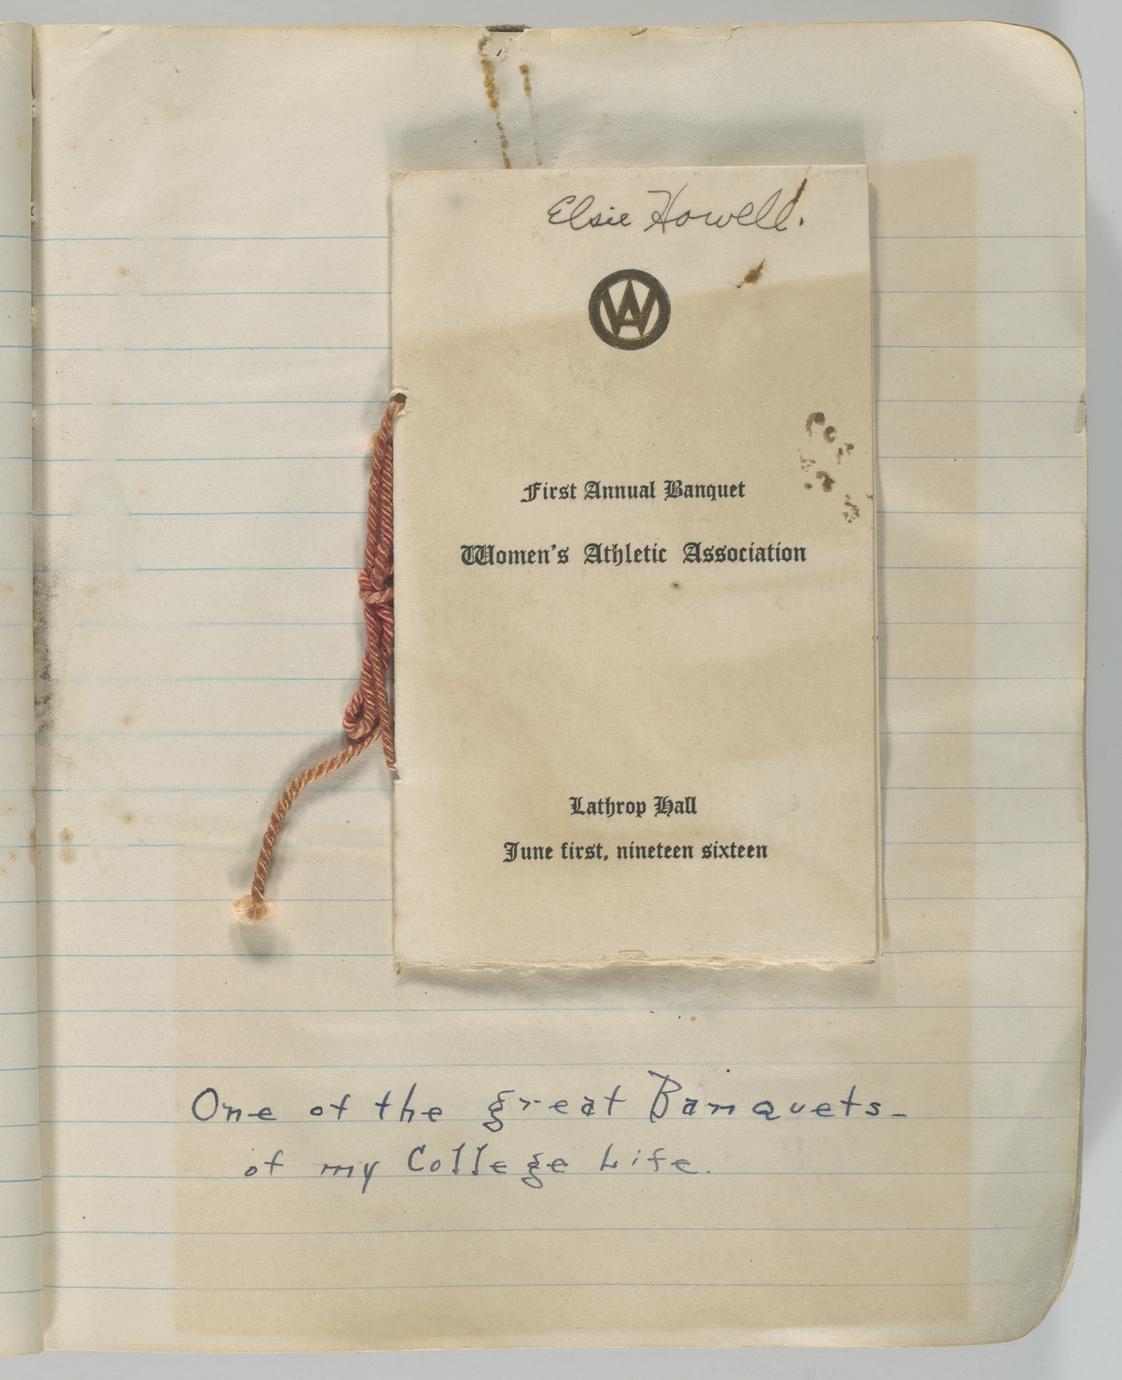 Elsie Howell.
WA
First Annual Banquet
Women's Athletic Association
Lathrop Hall
June first, nineteen sixteen
One of the great Banquets-
of my College Life.